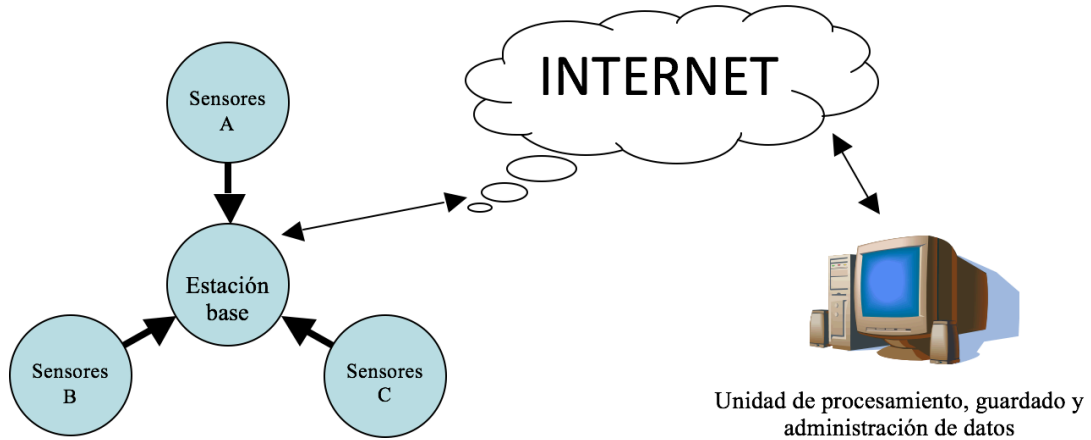 INTERNET
Sensores
A
Estación
base
Sensores
B
Sensores
C
Unidad de procesamiento, guardado y
administración de datos